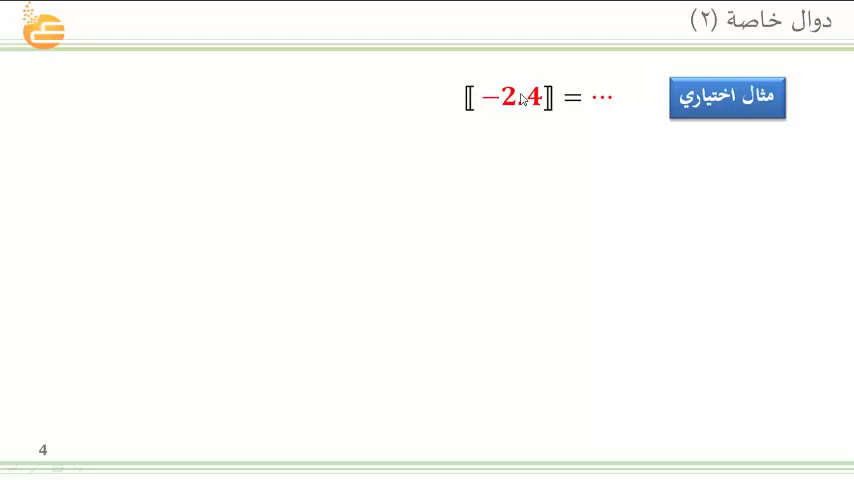 دوال خاصة (٢)
مثال اختياري
⟦ −2.4⟧ = ⋯
4